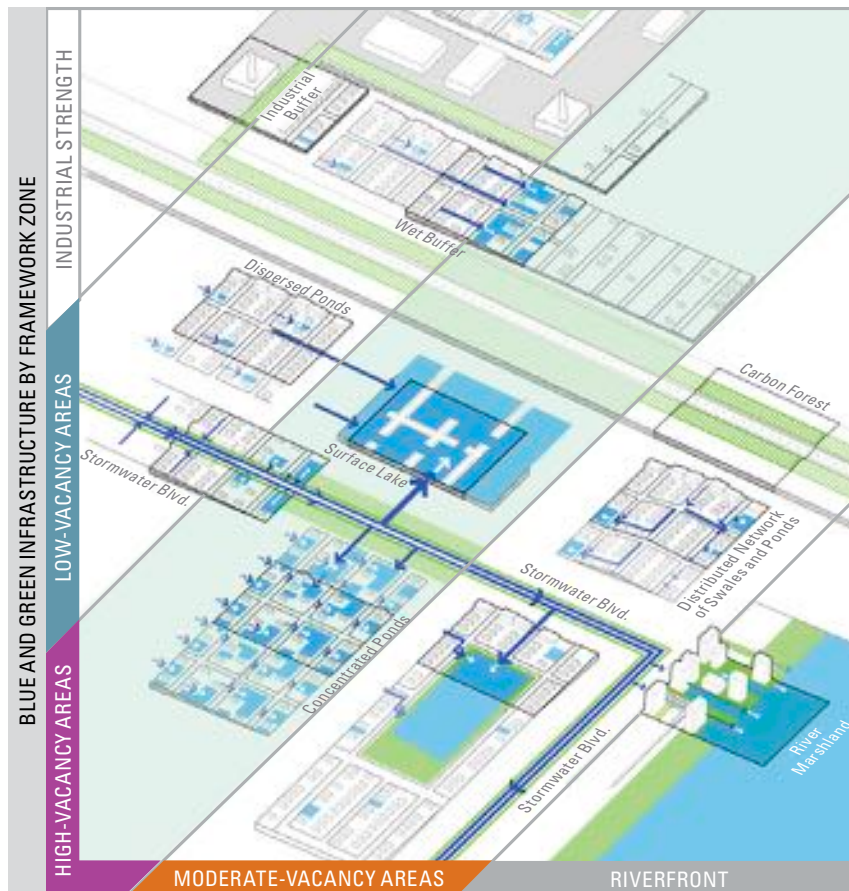 BLUE AND GREEN INFRASTRUCTURE BY FRAMEWORK ZONE
INDUSTRIAL STRENGTH
LOW-VACANCY AREAS
HIGH-VACANCY AREAS
MODERATE-VACANCY AREAS
RIVERFRONT
Industrial
Buffer
Wet Buffer
Dispersed Ponds
Carbon Forest
Surface Lake
Stormwater Blvd.
Distributed Network
of Swales and Ponds
Stormwater Blvd.
Concentrated Ponds
River
Marshland
Stormwater Blvd.